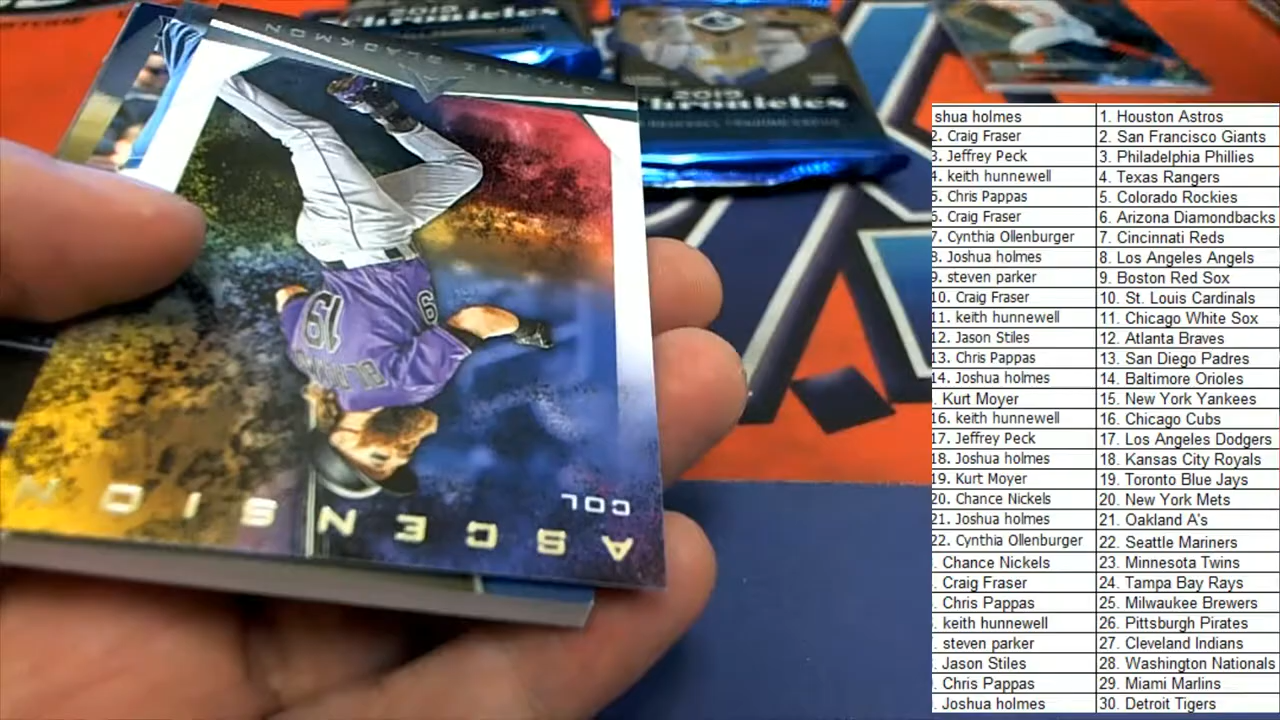 2019
Chronicles
2019
Chronicles
BASEBALL TRADING CARDS
CHARLIE BLACKMON
19
COL
ASCENSION
shua holmes 1. Houston Astros
2. Craig Fraser 2. San Francisco Giants
3. Jeffrey Peck 3. Philadelphia Phillies
4. keith hunnewell 4. Texas Rangers
5. Chris Pappas 5. Colorado Rockies
6. Craig Fraser 6. Arizona Diamondbacks
7. Cynthia Ollenburger 7. Cincinnati Reds
8. Joshua holmes 8. Los Angeles Angels
9. steven parker 9. Boston Red Sox
10. Craig Fraser 10. St. Louis Cardinals
11. keith hunnewell 11. Chicago White Sox
12. Jason Stiles 12. Atlanta Braves
13. Chris Pappas 13. San Diego Padres
14. Joshua holmes 14. Baltimore Orioles
. Kurt Moyer 15. New York Yankees
16. keith hunnewell 16. Chicago Cubs
17. Jeffrey Peck 17. Los Angeles Dodgers
18. Joshua holmes 18. Kansas City Royals
19. Kurt Moyer 19. Toronto Blue Jays
20. Chance Nickels 20. New York Mets
21. Joshua holmes 21. Oakland A's
22. Cynthia Ollenburger 22. Seattle Mariners
. Chance Nickels 23. Minnesota Twins
. Craig Fraser 24. Tampa Bay Rays
. Chris Pappas 25. Milwaukee Brewers
. keith hunnewell 26. Pittsburgh Pirates
. steven parker 27. Cleveland Indians
. Jason Stiles 28. Washington Nationals
. Chris Pappas 29. Miami Marlins
. Joshua holmes 30. Detroit Tigers